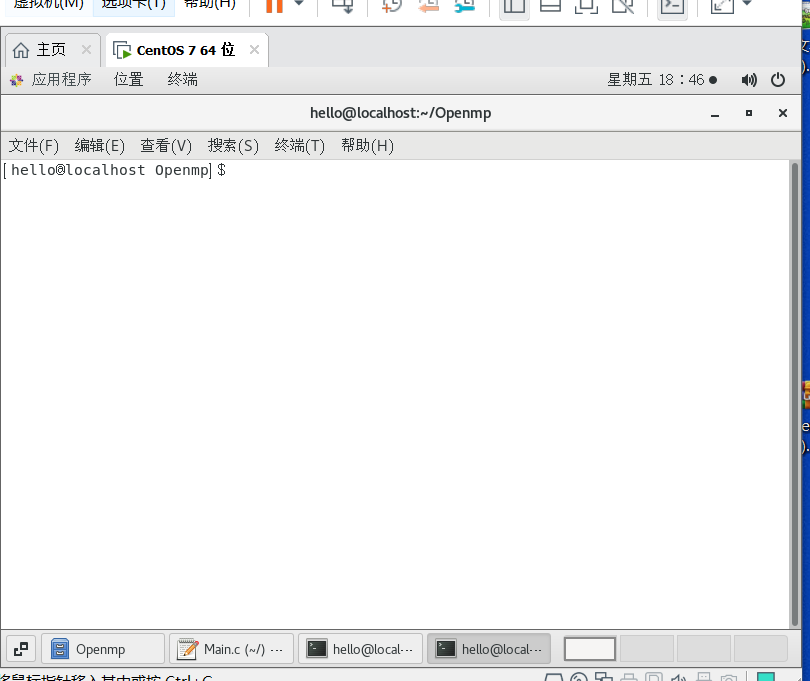 虚拟机(M) 选项卡(T) 帮助(H)
主页 CentOS 7 64 位
应用程序 位置 终端 星期五 18：46
hello@localhost:~/Openmp
文件(F) 编辑(E) 查看(V) 搜索(S) 终端(T) 帮助(H)
[hello@localhost Openmp]$
Openmp Main.c (~/) ··· hello@local··· hello@local···
将鼠标指针移入其中或按 Ctrl+G